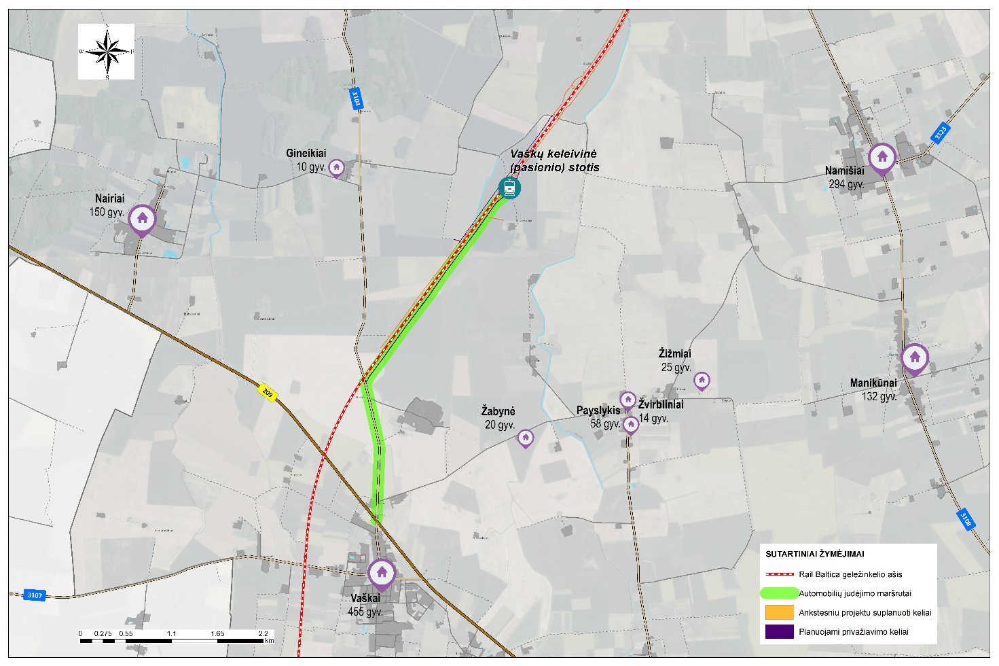 N
W
S
3104
Gineikiai
10 gyv.
Vaškų keleivinė
(pasienio) stotis
3123
Namišiai
294 gyv.
Nairiai
150 gyv.
209
Žižmiai
25 gyv.
Manikūnai
132 gyv.
Žabynė
20 gyv.
Payslykis
58 gyv.
Žvirbliniai
14 gyv.
3108
3107
Vaškai
455 gyv.
0 0.275 0.55 1.1 1.65 2.2
km
SUTARTINIAI ŽYMĖJIMAI
Rail Baltica geležinkelio ašis
Automobilių judėjimo maršrutai
Ankstesniu projektu suplanuoti keliai
Planuojami privažiavimo keliai